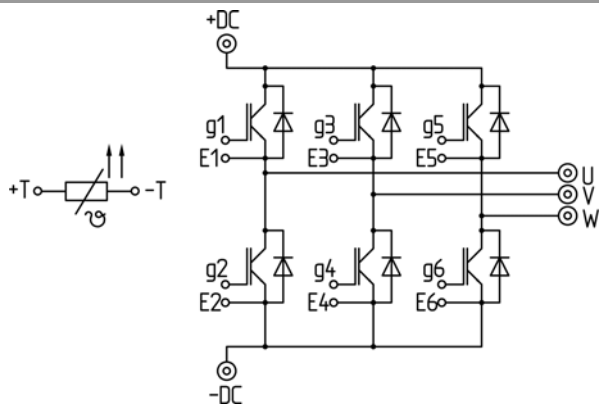 +DC
g1 g3 g5
E1 E3 E5
U
+T -T
V
ϑ
W
g2 g4 g6
E2 E4 E6
-DC